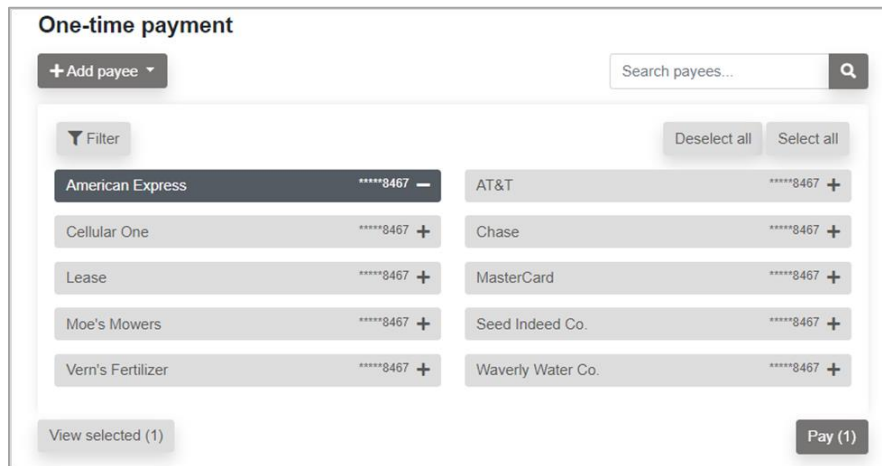 One-time payment
+ Add payee
Search payees...
Filter
Deselect all Select all
American Express *****8467 − AT&T *****8467 +
Cellular One *****8467 + Chase *****8467 +
Lease *****8467 + MasterCard *****8467 +
Moe's Mowers *****8467 + Seed Indeed Co. *****8467 +
Vern's Fertilizer *****8467 + Waverly Water Co. *****8467 +
View selected (1) Pay (1)